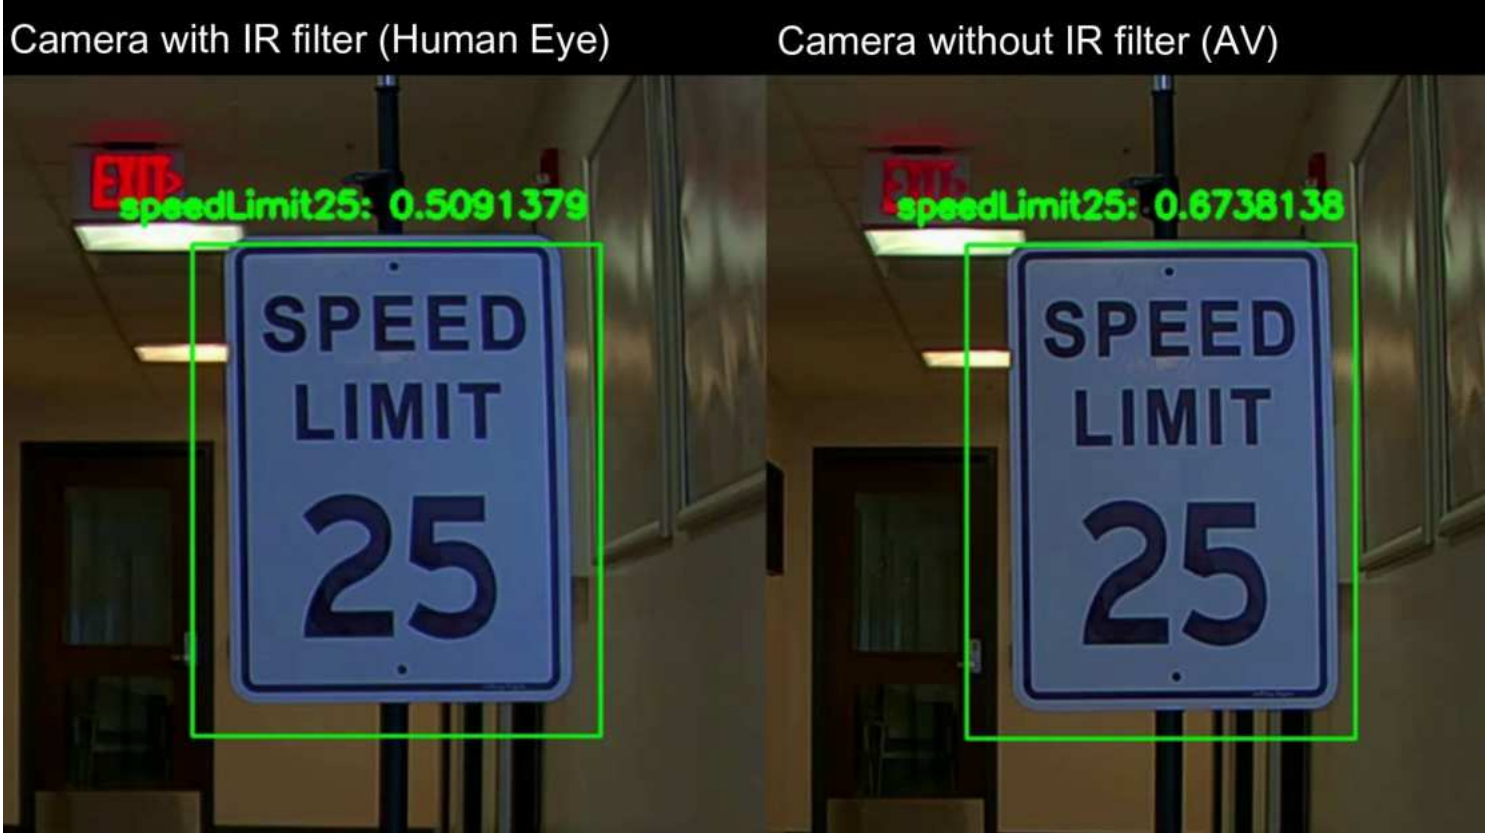 Camera with IR filter (Human Eye)
EXIT
speedLimit25: 0.5091379
SPEED
LIMIT
25
Camera without IR filter (AV)
EXIT
speedLimit25: 0.6738138
SPEED
LIMIT
25